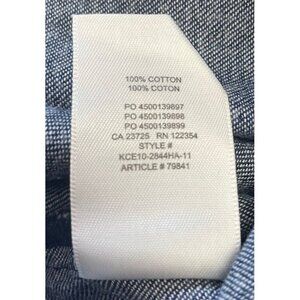 100% COTTON
100% COTON
PO 4500139897
PO 4500139898
PO 4500139899
CA 23725 RN 122354
STYLE #
KCE10-2844HA-11
ARTICLE # 79841